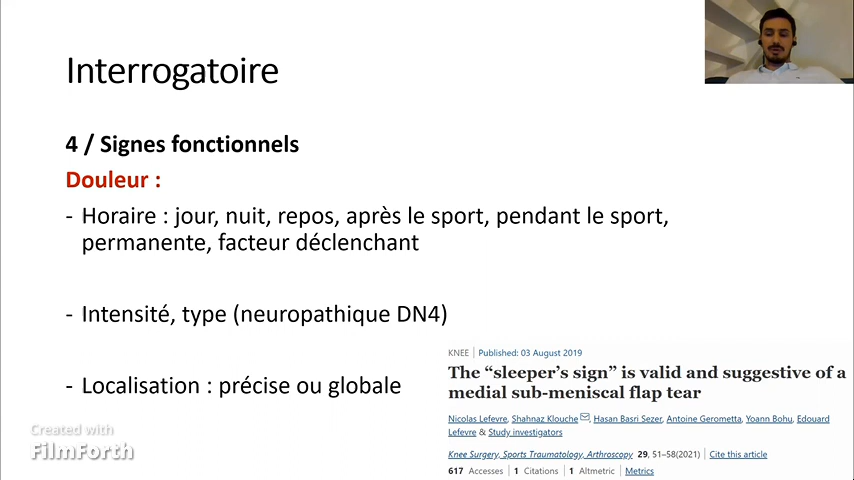 Interrogatoire
4 / Signes fonctionnels
Douleur :
- Horaire : jour, nuit, repos, après le sport, pendant le sport,
permanente, facteur déclenchant
- Intensité, type (neuropathique DN4)
- Localisation : précise ou globale
KNEE | Published: 03 August 2019
The “sleeper’s sign” is valid and suggestive of a
medial sub-meniscal flap tear
Nicolas Lefevre, Shahnaz Klouche, Hasan Basri Sezer, Antoine Gerometta, Yoann Bohu, Edouard
Lefevre & Study investigators
Knee Surgery, Sports Traumatology, Arthroscopy 29, 51–58(2021) | Cite this article
617 Accesses | 1 Citations | 1 Altmetric | Metrics
Created with
FilmForth